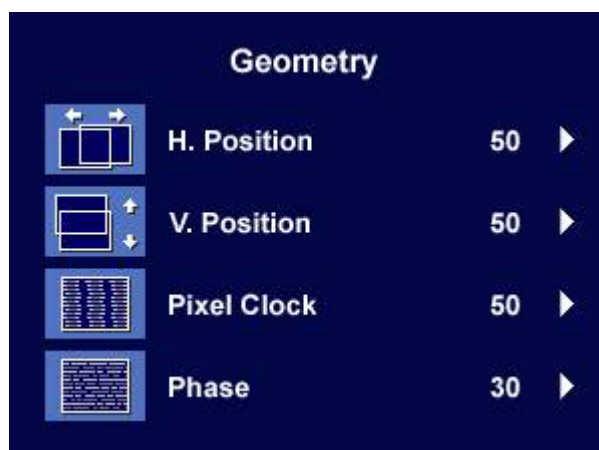 Geometry
H. Position 50
V. Position 50
Pixel Clock 50
Phase 30